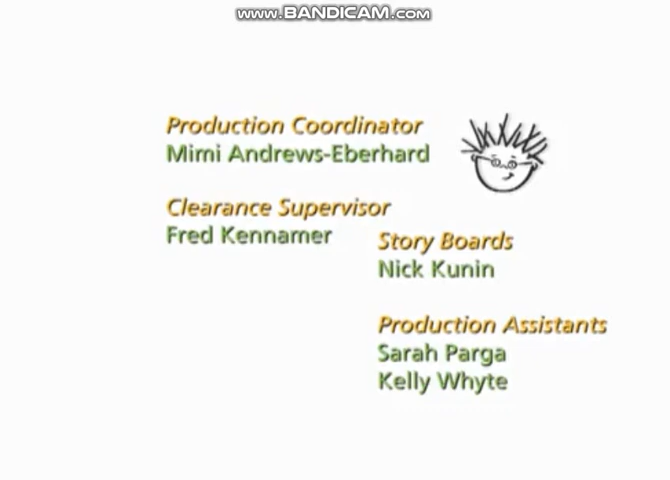 www.BANDICAM.com
Production Coordinator
Mimi Andrews-Eberhard
Clearance Supervisor
Fred Kennamer
Story Boards
Nick Kunin
Production Assistants
Sarah Parga
Kelly Whyte